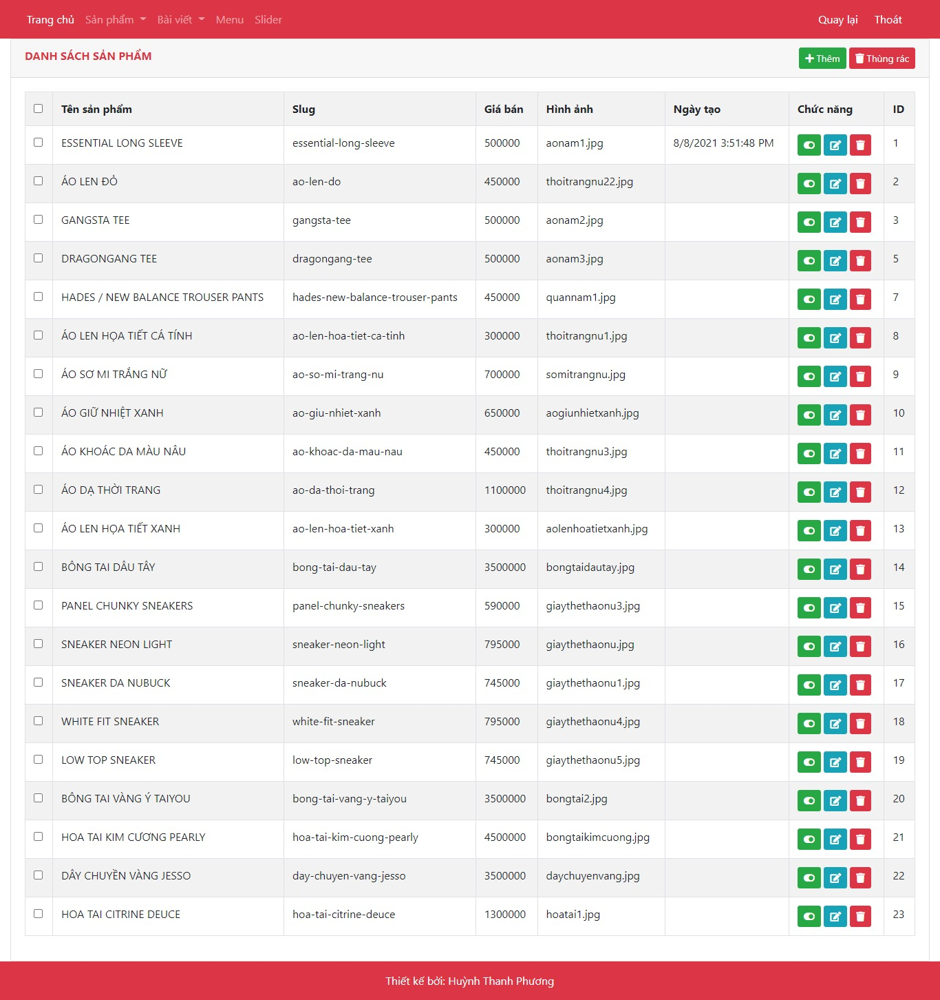 Trang chủ Sản phẩm Bài viết Menu Slider Quay lại Thoát
DANH SÁCH SẢN PHẨM Thêm Thùng rác
Tên sản phẩm Slug Giá bán Hình ảnh Ngày tạo Chức năng ID
ESSENTIAL LONG SLEEVE essential-long-sleeve 500000 aonam1.jpg 8/8/2021 3:51:48 PM 1
ÁO LEN ĐỎ ao-len-do 450000 thoitrangnu22.jpg 2
GANGSTA TEE gangsta-tee 500000 aonam2.jpg 3
DRAGONGANG TEE dragongang-tee 500000 aonam3.jpg 5
HADES / NEW BALANCE TROUSER PANTS hades-new-balance-trouser-pants 450000 quannam1.jpg 7
ÁO LEN HỌA TIẾT CÁ TÍNH ao-len-hoa-tiet-ca-tinh 300000 thoitrangnu1.jpg 8
ÁO SƠ MI TRẮNG NỮ ao-so-mi-trang-nu 700000 somitrangnu.jpg 9
ÁO GIỮ NHIỆT XANH ao-giu-nhiet-xanh 650000 aogiunhietxanh.jpg 10
ÁO KHOÁC DA MÀU NÂU ao-khoac-da-mau-nau 450000 thoitrangnu3.jpg 11
ÁO DẠ THỜI TRANG ao-da-thoi-trang 1100000 thoitrangnu4.jpg 12
ÁO LEN HỌA TIẾT XANH ao-len-hoa-tiet-xanh 300000 aolenhoatietxanh.jpg 13
BÔNG TAI DÂU TÂY bong-tai-dau-tay 3500000 bongtaidautay.jpg 14
PANEL CHUNKY SNEAKERS panel-chunky-sneakers 590000 giaythethaonu3.jpg 15
SNEAKER NEON LIGHT sneaker-neon-light 795000 giaythethaonu.jpg 16
SNEAKER DA NUBUCK sneaker-da-nubuck 745000 giaythethaonu1.jpg 17
WHITE FIT SNEAKER white-fit-sneaker 795000 giaythethaonu4.jpg 18
LOW TOP SNEAKER low-top-sneaker 745000 giaythethaonu5.jpg 19
BÔNG TAI VÀNG Ý TAIYOU bong-tai-vang-y-taiyou 3500000 bongtai2.jpg 20
HOA TAI KIM CƯƠNG PEARLY hoa-tai-kim-cuong-pearly 4500000 bongtaikimcuong.jpg 21
DÂY CHUYỀN VÀNG JESSO day-chuyen-vang-jesso 3500000 daychuyenvang.jpg 22
HOA TAI CITRINE DEUCE hoa-tai-citrine-deuce 1300000 hoatai1.jpg 23
Thiết kế bởi: Huỳnh Thanh Phương